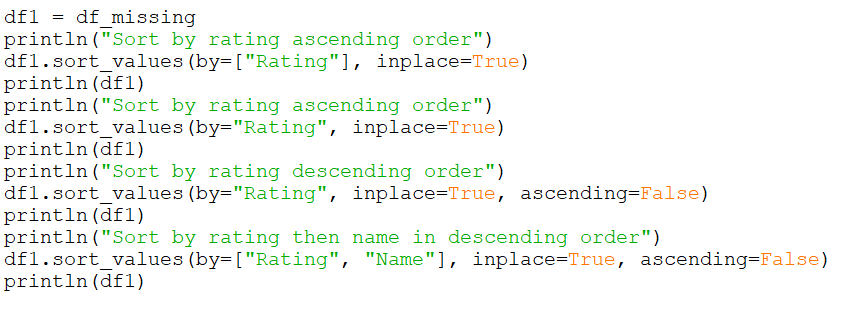 df1 = df_missing
println("Sort by rating ascending order")
df1.sort_values(by=["Rating"], inplace=True)
println(df1)
println("Sort by rating ascending order")
df1.sort_values(by="Rating", inplace=True)
println(df1)
println("Sort by rating descending order")
df1.sort_values(by="Rating", inplace=True, ascending=False)
println(df1)
println("Sort by rating then name in descending order")
df1.sort_values(by=["Rating", "Name"], inplace=True, ascending=False)
println(df1)